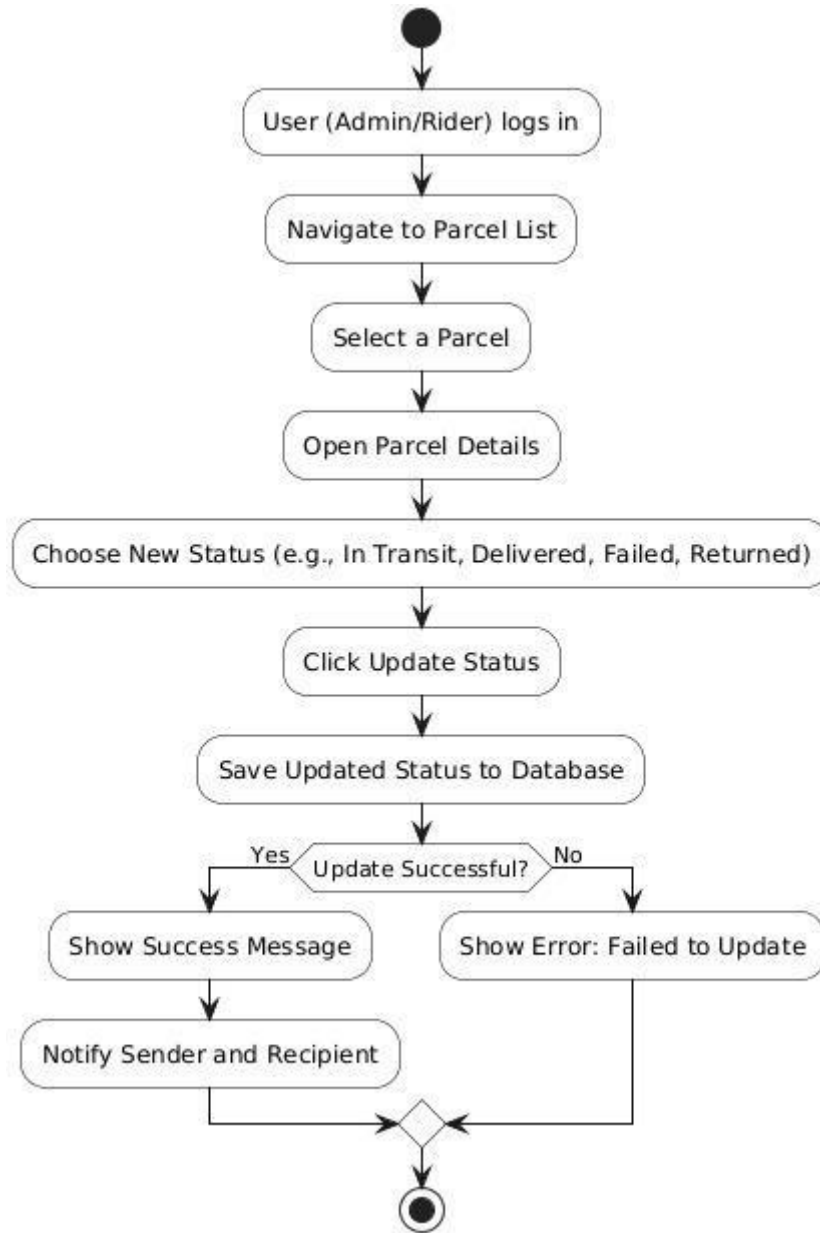 User (Admin/Rider) logs in
Navigate to Parcel List
Select a Parcel
Open Parcel Details
Choose New Status (e.g., In Transit, Delivered, Failed, Returned)
Click Update Status
Save Updated Status to Database
Yes
Update Successful?
No
Show Success Message
Show Error: Failed to Update
Notify Sender and Recipient